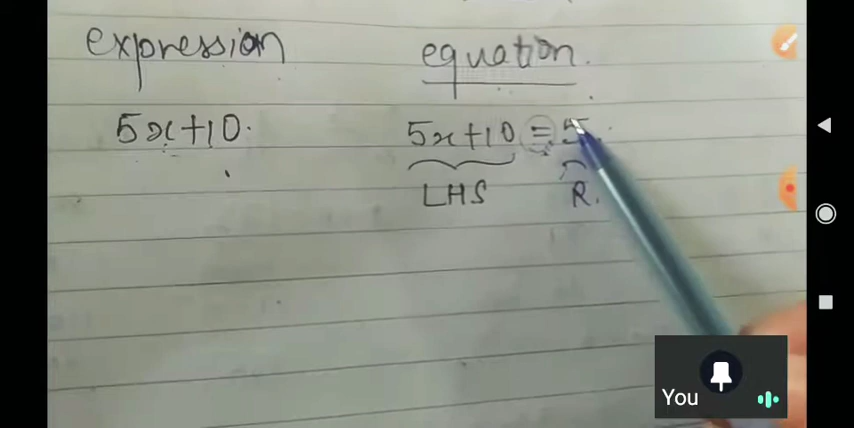 expression equation.
5x+10. 5x+10 = 5.
LHS R.
You